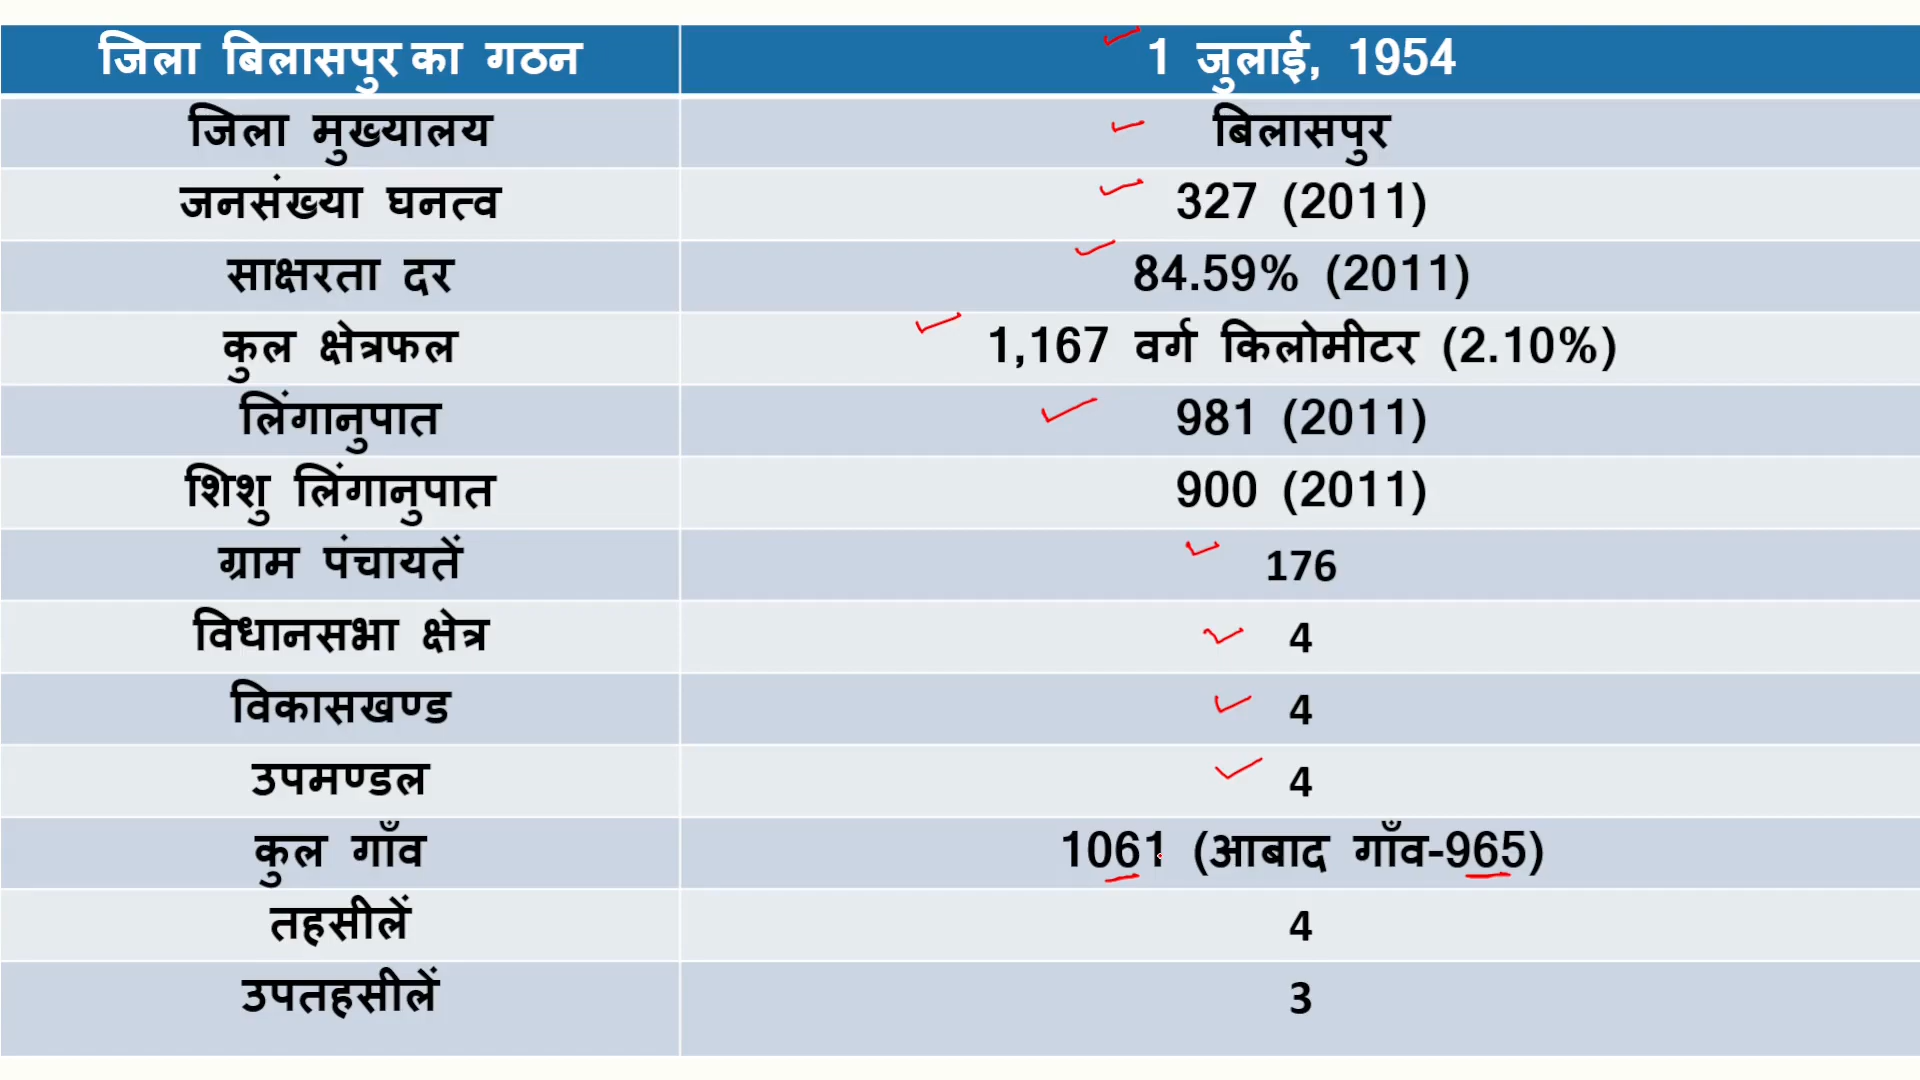 जिला बिलासपुर का गठन 1 जुलाई, 1954
जिला मुख्यालय बिलासपुर
जनसंख्या घनत्व 327 (2011)
साक्षरता दर 84.59% (2011)
कुल क्षेत्रफल 1,167 वर्ग किलोमीटर (2.10%)
लिंगानुपात 981 (2011)
शिशु लिंगानुपात 900 (2011)
ग्राम पंचायतें 176
विधानसभा क्षेत्र 4
विकासखण्ड 4
उपमण्डल 4
कुल गाँव 1061 (आबाद गाँव-965)
तहसीलें 4
उपतहसीलें 3